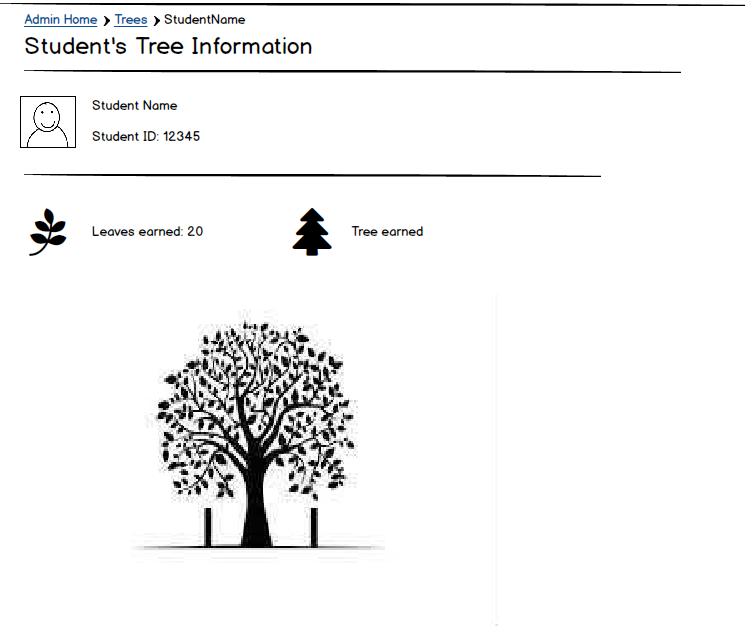 Admin Home ❯ Trees ❯ StudentName
Student's Tree Information
Student Name
Student ID: 12345
Leaves earned: 20
Tree earned